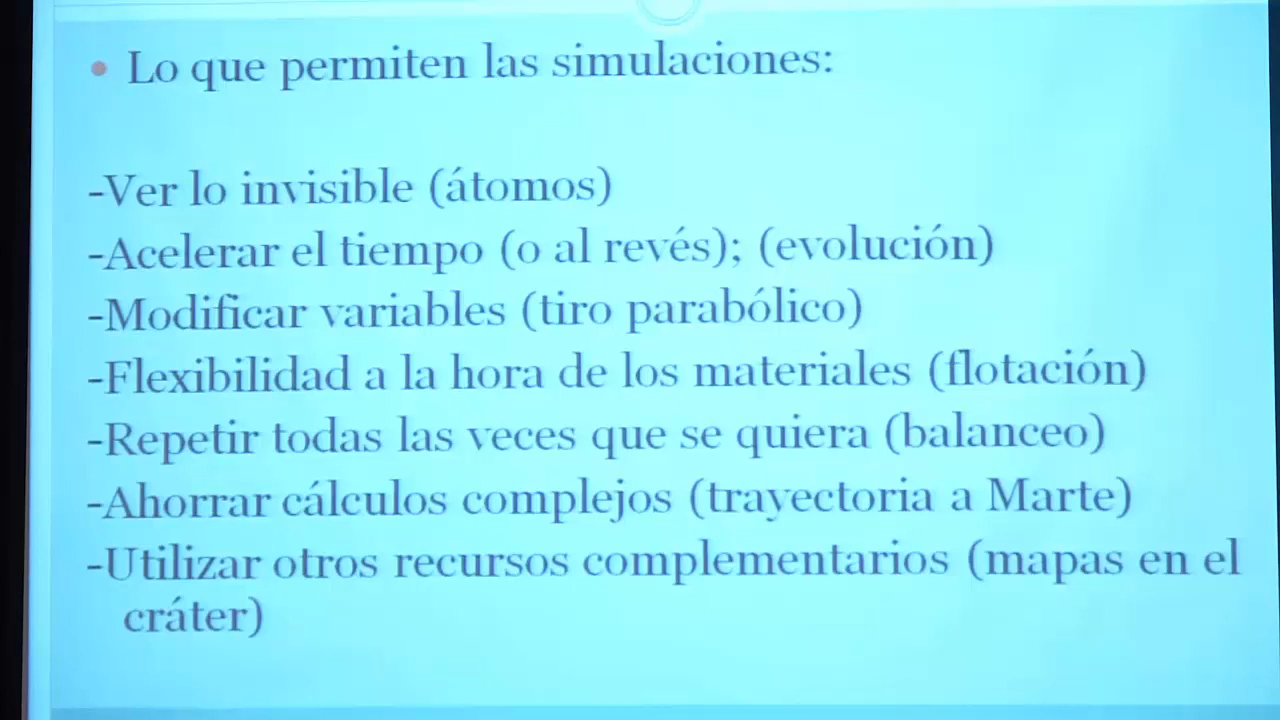 • Lo que permiten las simulaciones:
-Ver lo invisible (átomos)
-Acelerar el tiempo (o al revés); (evolución)
-Modificar variables (tiro parabólico)
-Flexibilidad a la hora de los materiales (flotación)
-Repetir todas las veces que se quiera (balanceo)
-Ahorrar cálculos complejos (trayectoria a Marte)
-Utilizar otros recursos complementarios (mapas en el
cráter)